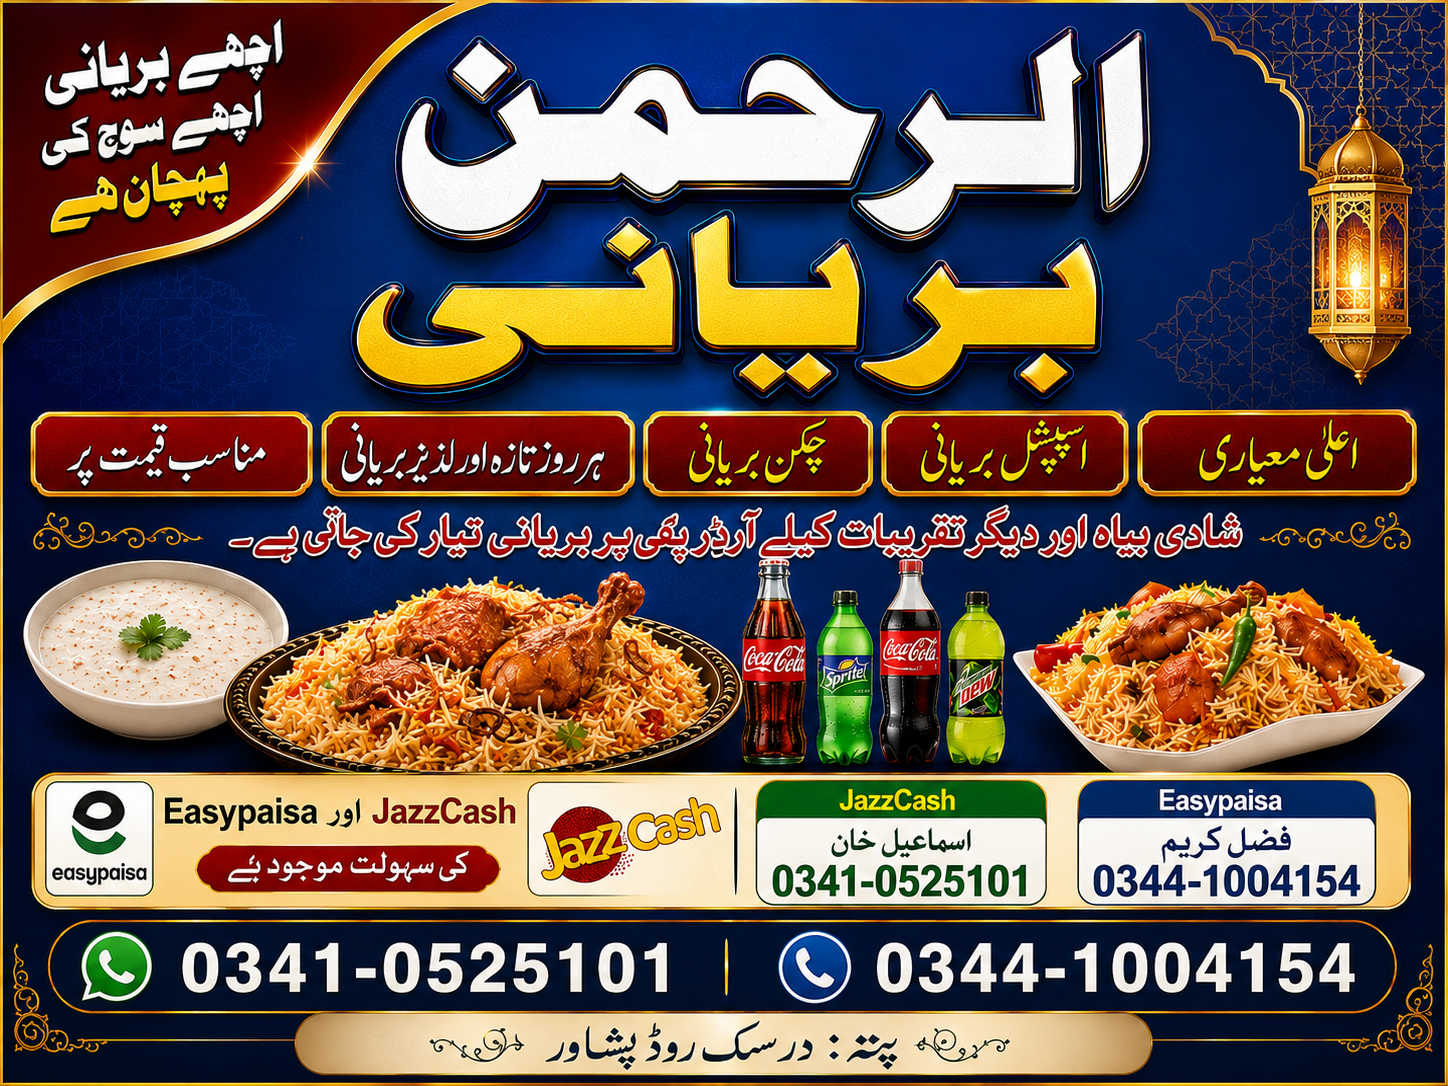 اچھے بریانی
اچھے سوچ کی
پہچان ھے
الرحمن
بریانی
اعلیٰ معیاری
اسپیشل بریانی
چکن بریانی
ہر روز تازہ اور لذیز بریانی
مناسب قیمت پر
شادی بیاہ اور دیگر تقریبات کیلے آرڈر پھی پر بریانی تیار کی جاتی ہے۔
Coca-Cola
Sprite
Coca-Cola
DEW
easypaisa
Easypaisa اور JazzCash
کی سہولت موجود ہئے
Jazz Cash
JazzCash
اسماعیل خان
0341-0525101
Easypaisa
فضل کریم
0344-1004154
0341-0525101
0344-1004154
پتہ : درسک روڈ پشاور